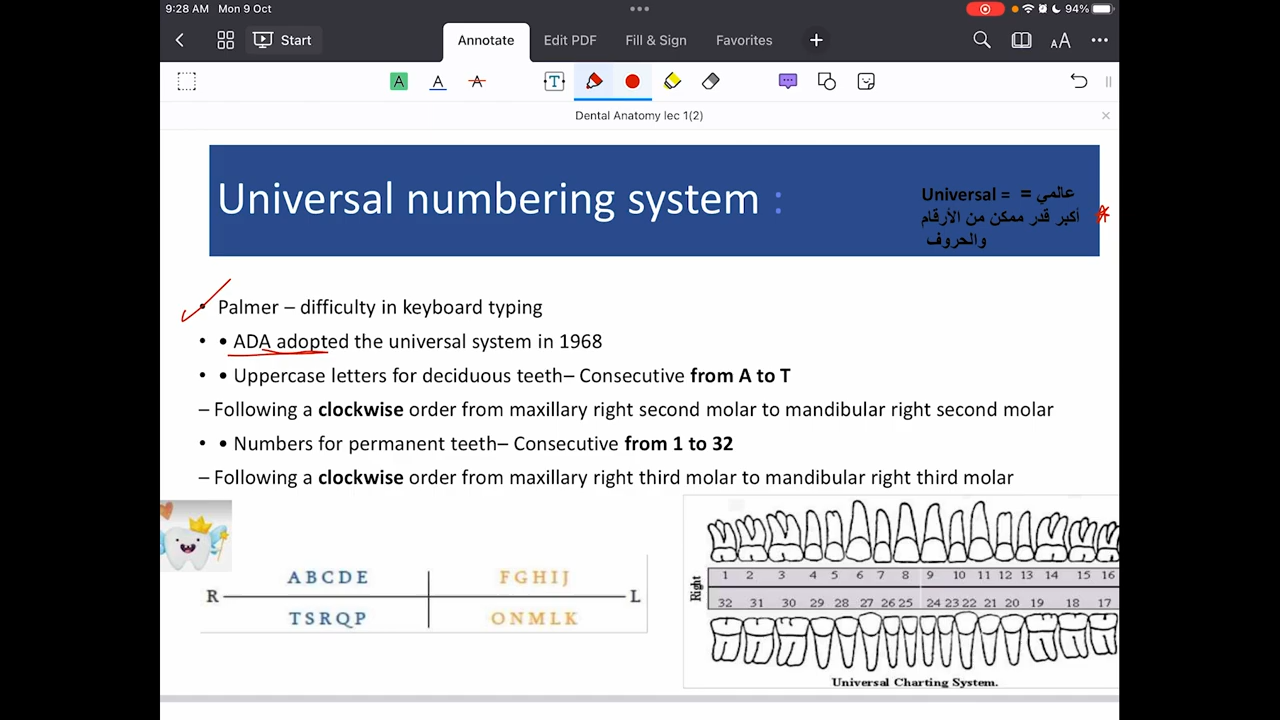 9:28 AM Mon 9 Oct
94%
Start
Annotate
Edit PDF
Fill & Sign
Favorites
Dental Anatomy lec 1(2)
Universal numbering system :
Universal = = عالمي
أكبر قدر ممكن من الأرقام
والحروف
• Palmer – difficulty in keyboard typing
• • ADA adopted the universal system in 1968
• • Uppercase letters for deciduous teeth– Consecutive from A to T
– Following a clockwise order from maxillary right second molar to mandibular right second molar
• • Numbers for permanent teeth– Consecutive from 1 to 32
– Following a clockwise order from maxillary right third molar to mandibular right third molar
A B C D E F G H I J
R L
T S R Q P O N M L K
Right
1 2 3 4 5 6 7 8 9 10 11 12 13 14 15 16
32 31 30 29 28 27 26 25 24 23 22 21 20 19 18 17
Universal Charting System.